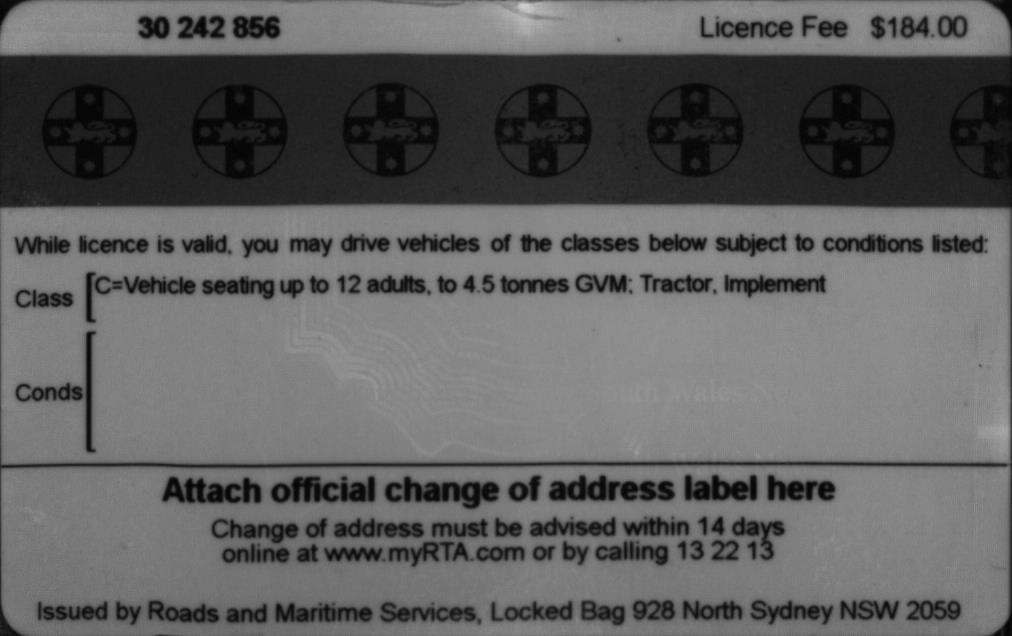 30 242 856 Licence Fee $184.00
While licence is valid, you may drive vehicles of the classes below subject to conditions listed:
Class C=Vehicle seating up to 12 adults, to 4.5 tonnes GVM; Tractor, Implement
Conds
Attach official change of address label here
Change of address must be advised within 14 days
online at www.myRTA.com or by calling 13 22 13
Issued by Roads and Maritime Services, Locked Bag 928 North Sydney NSW 2059